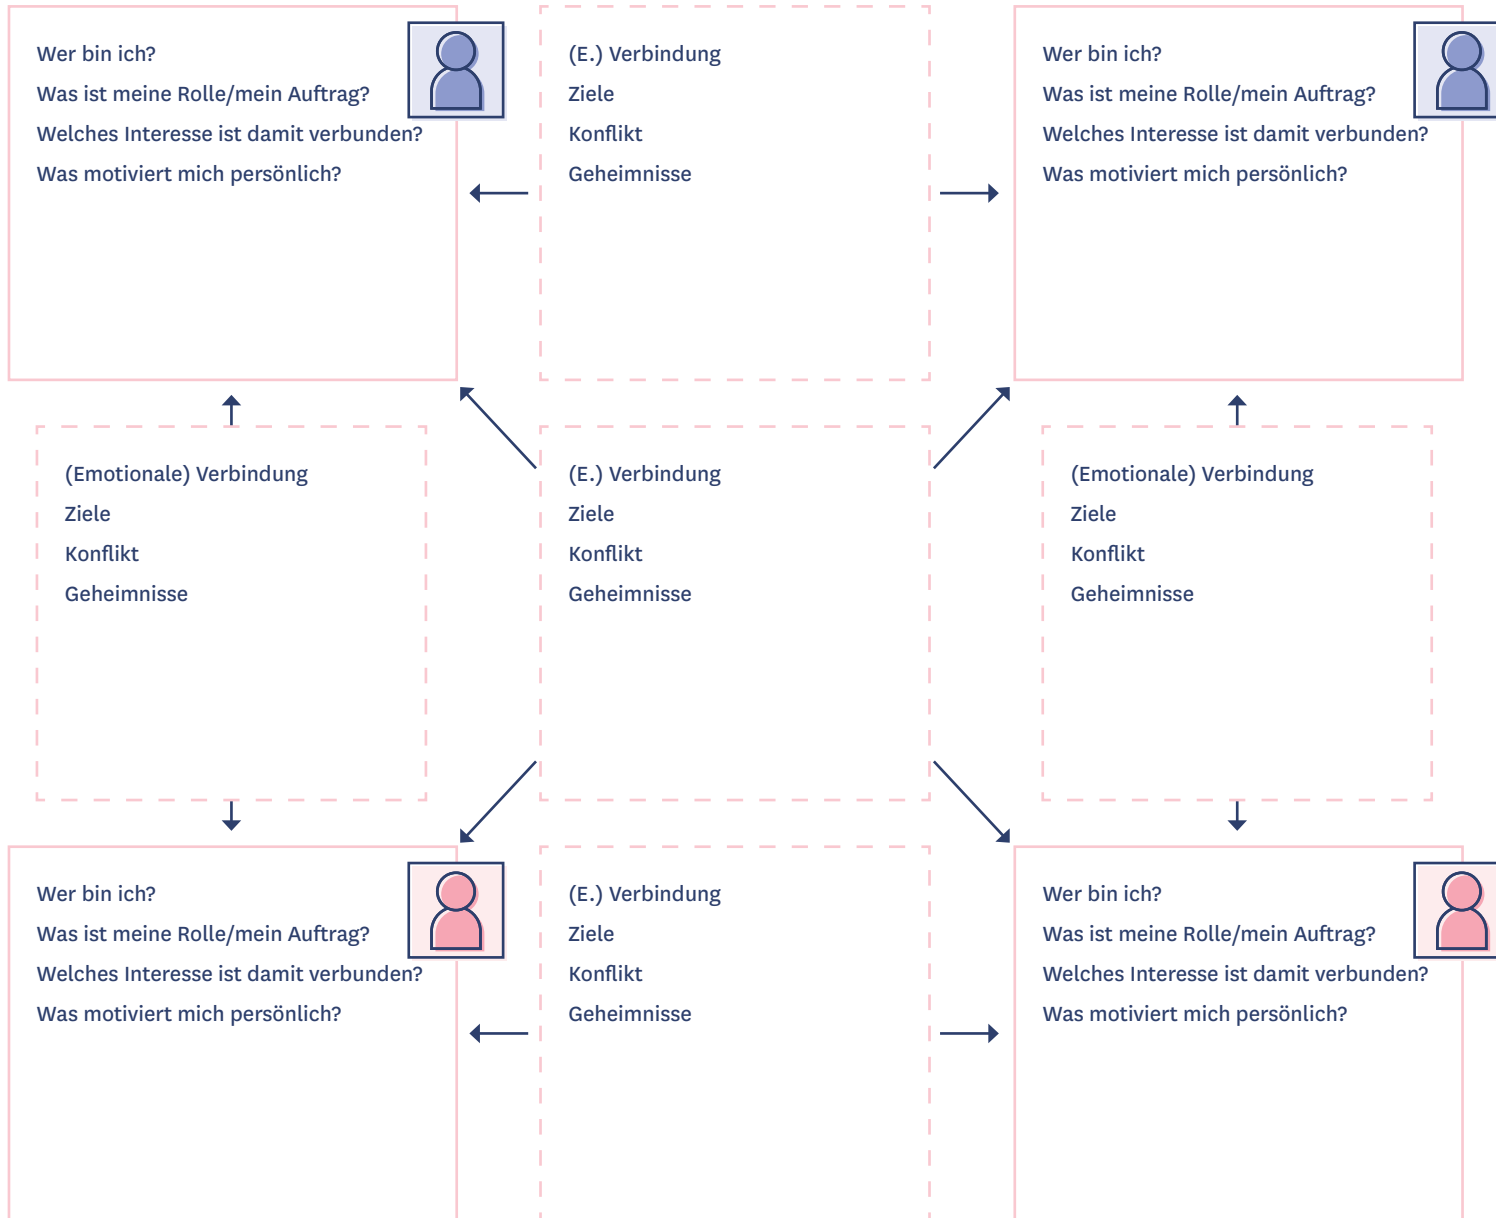 Wer bin ich?
Was ist meine Rolle/mein Auftrag?
Welches Interesse ist damit verbunden?
Was motiviert mich persönlich?
(E.) Verbindung
Ziele
Konflikt
Geheimnisse
Wer bin ich?
Was ist meine Rolle/mein Auftrag?
Welches Interesse ist damit verbunden?
Was motiviert mich persönlich?
(Emotionale) Verbindung
Ziele
Konflikt
Geheimnisse
(E.) Verbindung
Ziele
Konflikt
Geheimnisse
(Emotionale) Verbindung
Ziele
Konflikt
Geheimnisse
Wer bin ich?
Was ist meine Rolle/mein Auftrag?
Welches Interesse ist damit verbunden?
Was motiviert mich persönlich?
(E.) Verbindung
Ziele
Konflikt
Geheimnisse
Wer bin ich?
Was ist meine Rolle/mein Auftrag?
Welches Interesse ist damit verbunden?
Was motiviert mich persönlich?